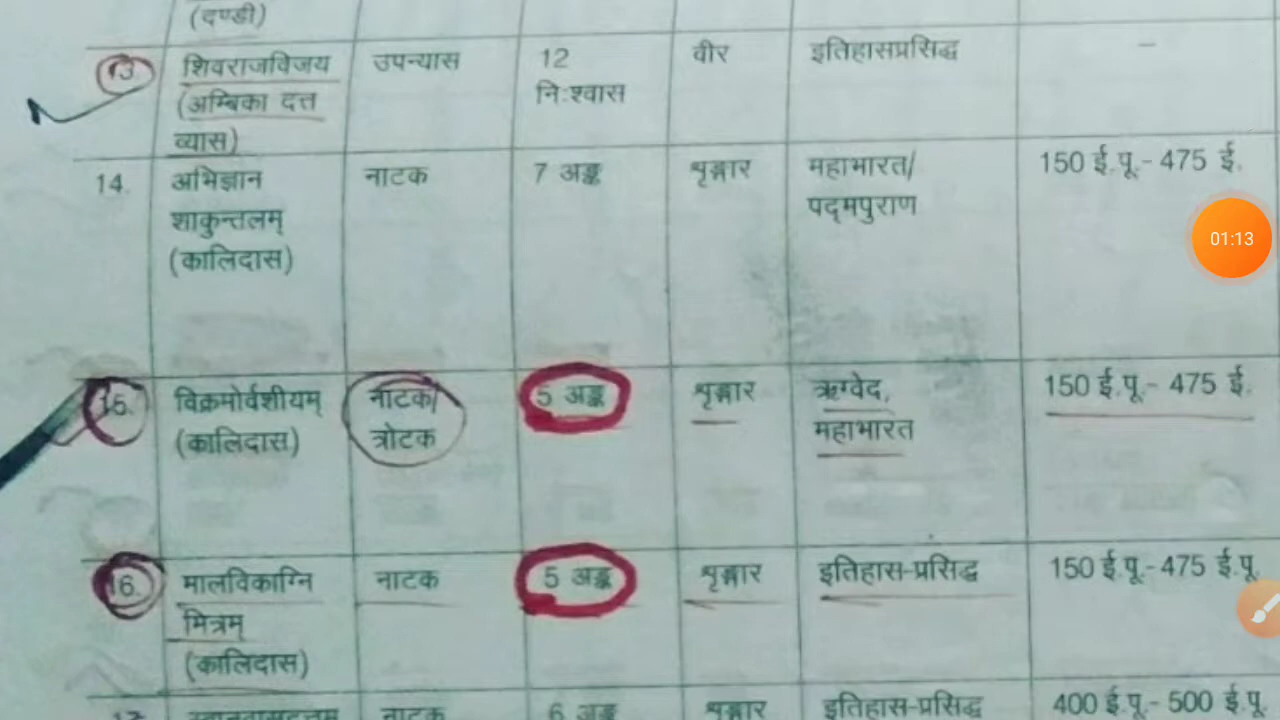 (दण्डी)
13. शिवराजविजय उपन्यास 12 वीर इतिहासप्रसिद्ध –
(अम्बिका दत्त निःश्वास
व्यास)
14. अभिज्ञान नाटक 7 अङ्क शृङ्गार महाभारत/ 150 ई.पू.- 475 ई.
शाकुन्तलम् पद्मपुराण
(कालिदास)
01:13
15. विक्रमोर्वशीयम् नाटक/ 5 अङ्क शृङ्गार ऋग्वेद, 150 ई.पू.- 475 ई.
(कालिदास) त्रोटक महाभारत
16. मालविकाग्नि नाटक 5 अङ्क शृङ्गार इतिहास-प्रसिद्ध 150 ई.पू.- 475 ई.पू.
मित्रम्
(कालिदास)
17. नाटक 6 अङ्क शृङ्गार इतिहास-प्रसिद्ध 400 ई.पू.- 500 ई.पू.